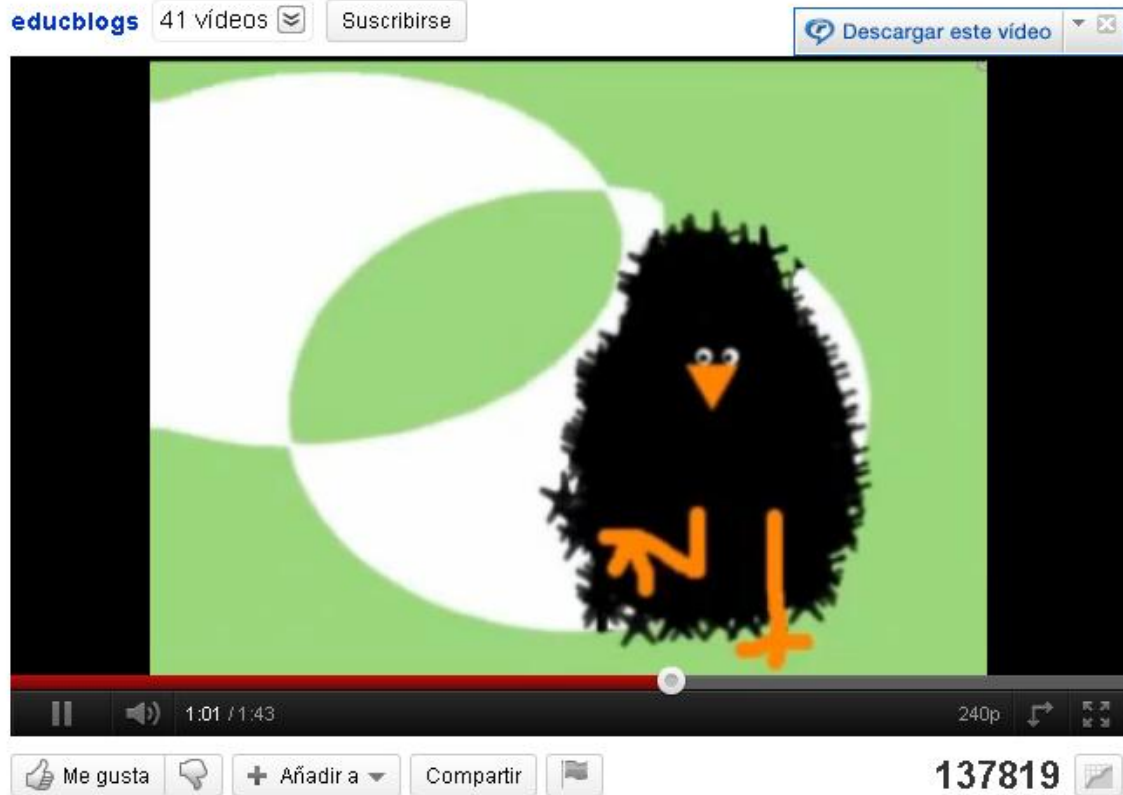 educblogs 41 vídeos Suscribirse
Descargar este vídeo
1:01 / 1:43 240p
Me gusta Añadir a Compartir 137819